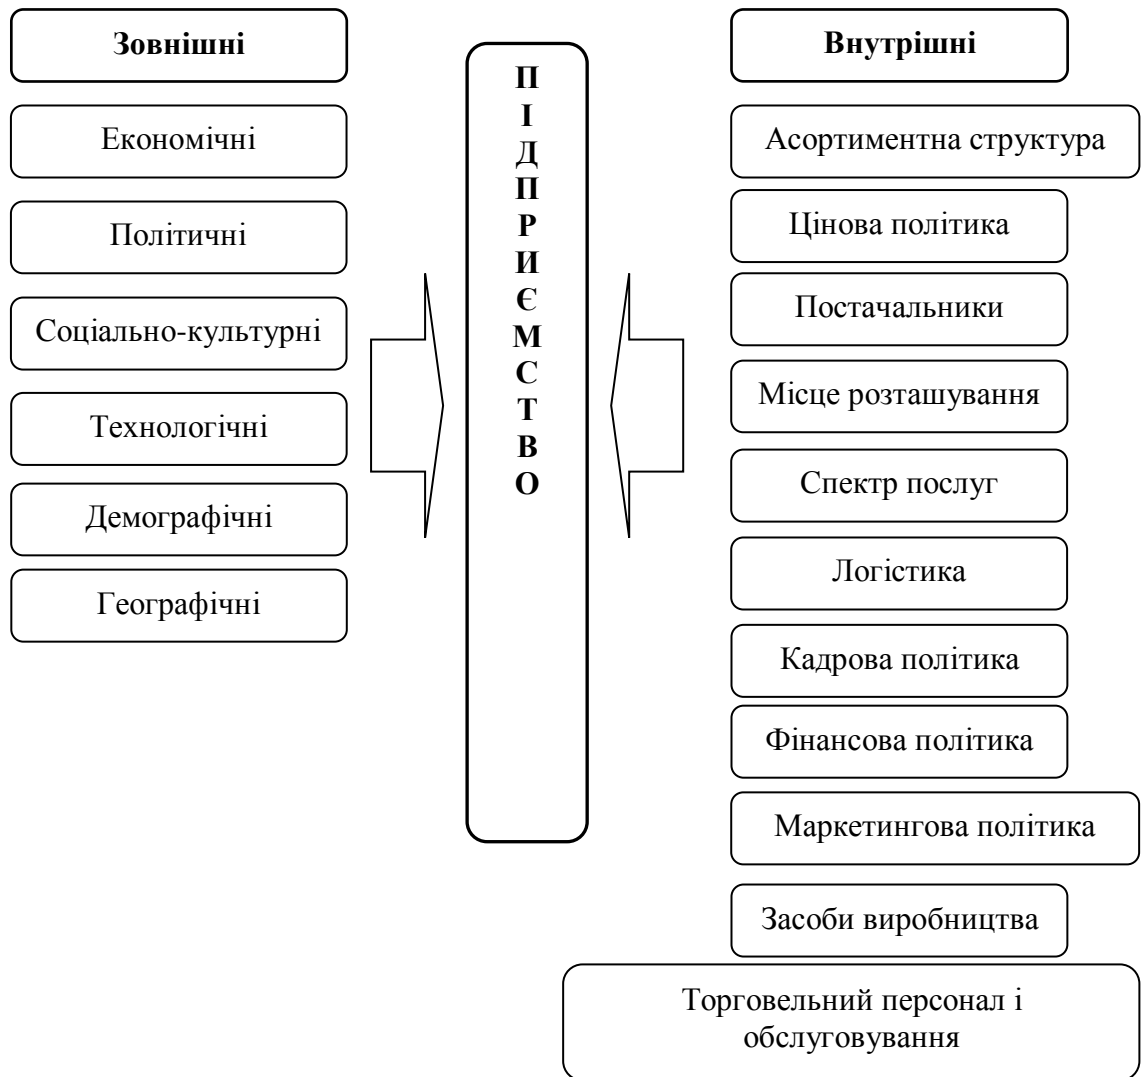 Зовнішні
Економічні
Політичні
Соціально-культурні
Технологічні
Демографічні
Географічні
П
І
Д
П
Р
И
Є
М
С
Т
В
О
Внутрішні
Асортиментна структура
Цінова політика
Постачальники
Місце розташування
Спектр послуг
Логістика
Кадрова політика
Фінансова політика
Маркетингова політика
Засоби виробництва
Торговельний персонал і
обслуговування